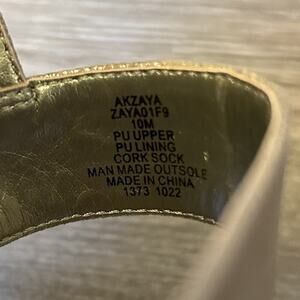 AKZAYA
ZAYA01F9
10M
PU UPPER
PU LINING
CORK SOCK
MAN MADE OUTSOLE
MADE IN CHINA
1373 1022